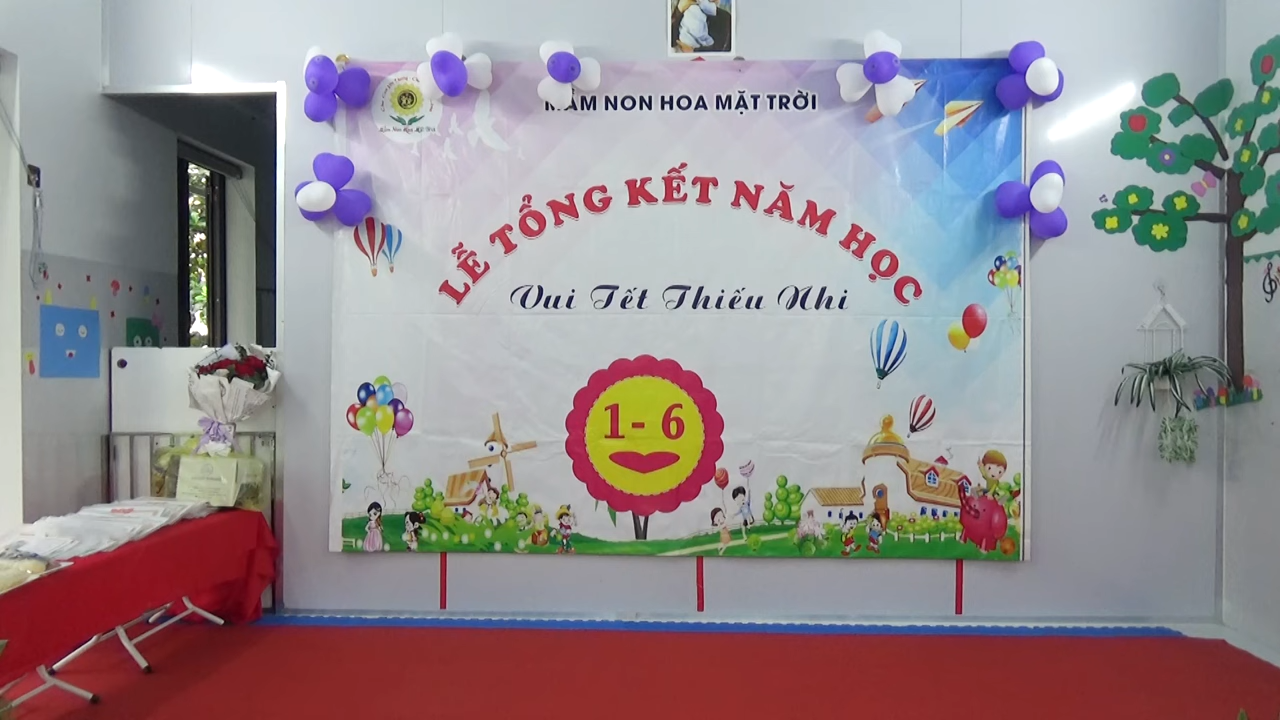 MẦM NON HOA MẶT TRỜI
LỄ TỔNG KẾT NĂM HỌC
Vui Tết Thiếu Nhi
1- 6